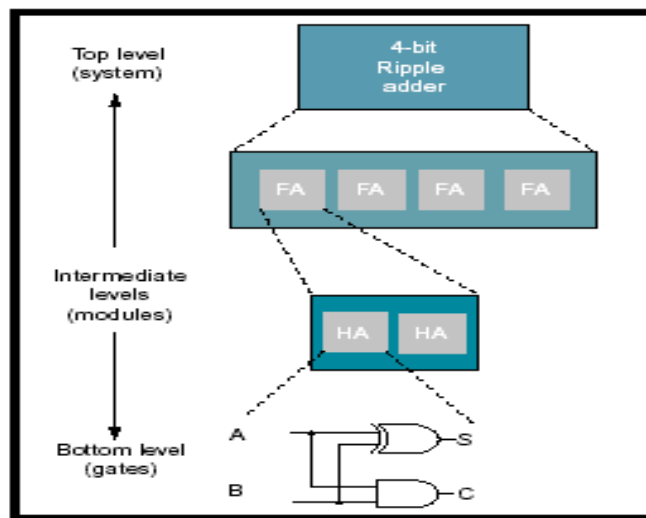 Top level
(system)
4-bit
Ripple
adder
FA FA FA FA
Intermediate
levels
(modules)
HA HA
A
S
Bottom level
(gates)
B
C